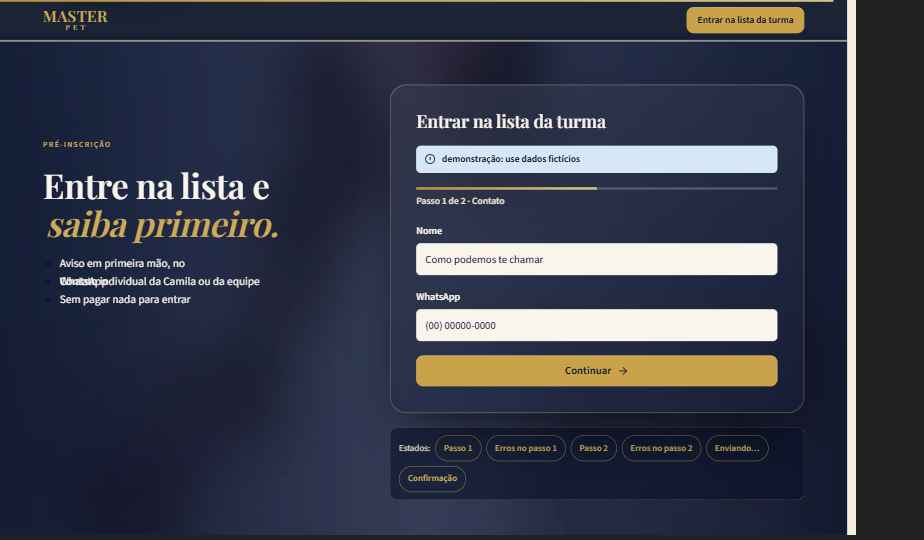 MASTER
PET
Entrar na lista da turma
PRÉ-INSCRIÇÃO
Entre na lista e
saiba primeiro.
Aviso em primeira mão, no
WhatsApp
individual da Camila ou da equipe
Sem pagar nada para entrar
Entrar na lista da turma
demonstração: use dados fictícios
Passo 1 de 2 - Contato
Nome
Como podemos te chamar
WhatsApp
(00) 00000-0000
Continuar →
Estados: Passo 1 Erros no passo 1 Passo 2 Erros no passo 2 Enviando...
Confirmação